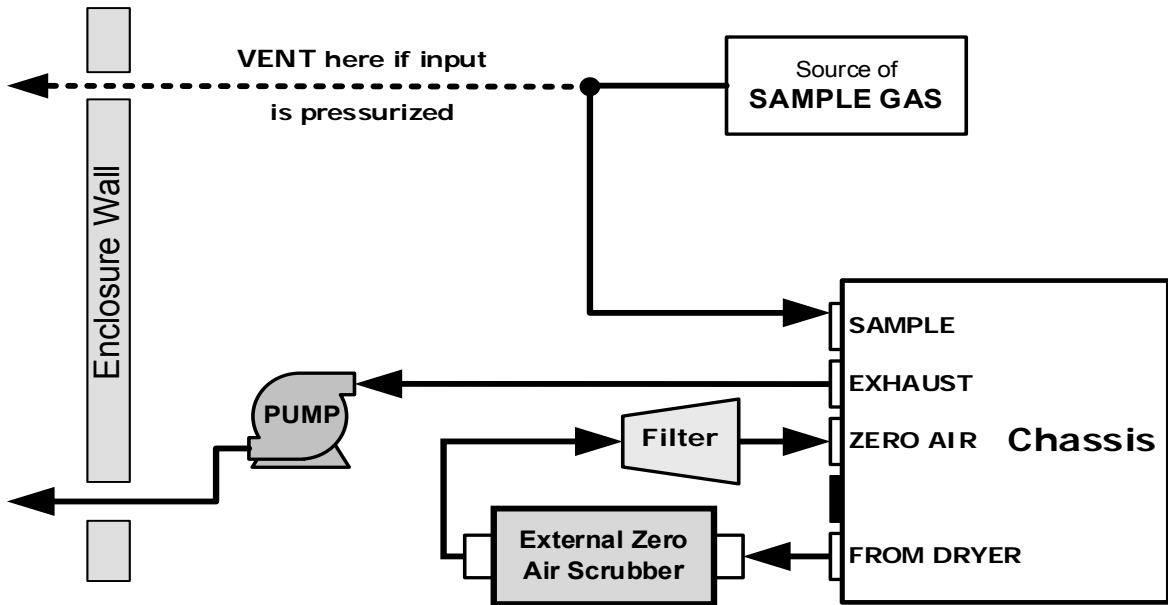 VENT here if input
is pressurized
Source of
SAMPLE GAS
Enclosure Wall
SAMPLE
EXHAUST
PUMP
Filter
ZERO AIR
Chassis
External Zero
Air Scrubber
FROM DRYER